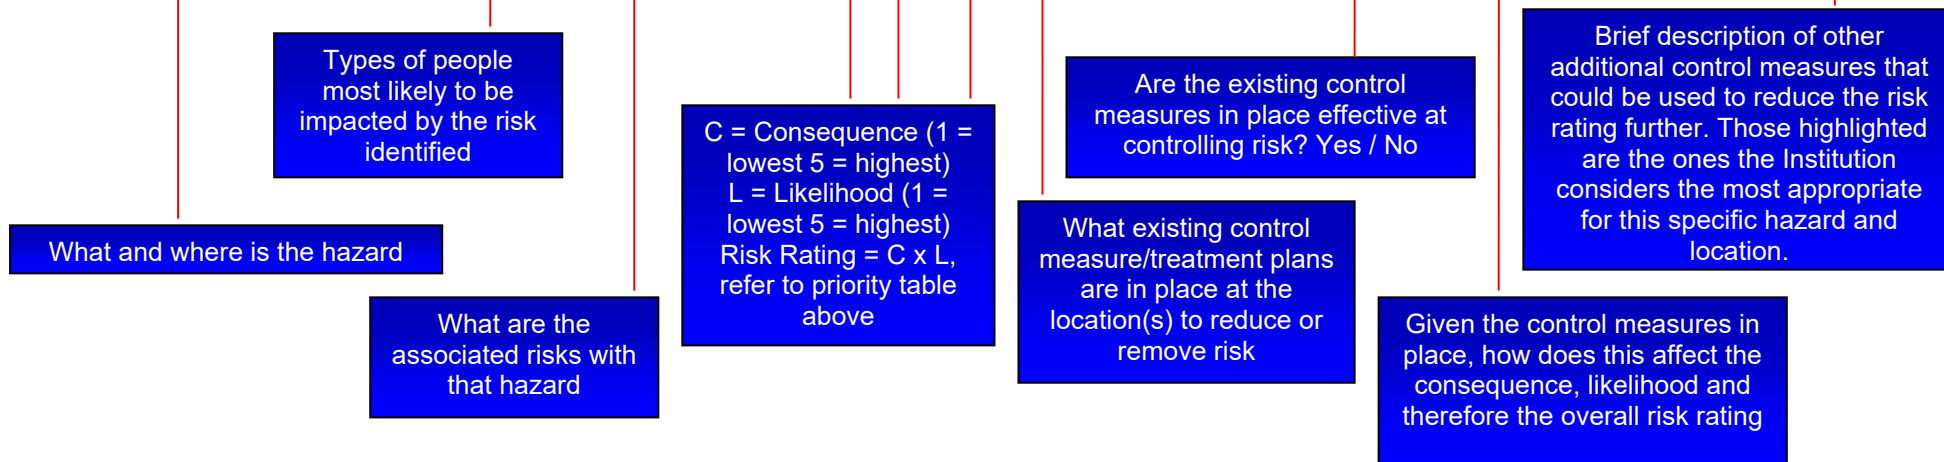 What and where is the hazard
Types of people
most likely to be
impacted by the risk
identified
What are the
associated risks with
that hazard
C = Consequence (1 =
lowest 5 = highest)
L = Likelihood (1 =
lowest 5 = highest)
Risk Rating = C x L,
refer to priority table
above
What existing control
measure/treatment plans
are in place at the
location(s) to reduce or
remove risk
Are the existing control
measures in place effective at
controlling risk? Yes / No
Given the control measures in
place, how does this affect the
consequence, likelihood and
therefore the overall risk rating
Brief description of other
additional control measures that
could be used to reduce the risk
rating further. Those highlighted
are the ones the Institution
considers the most appropriate
for this specific hazard and
location.